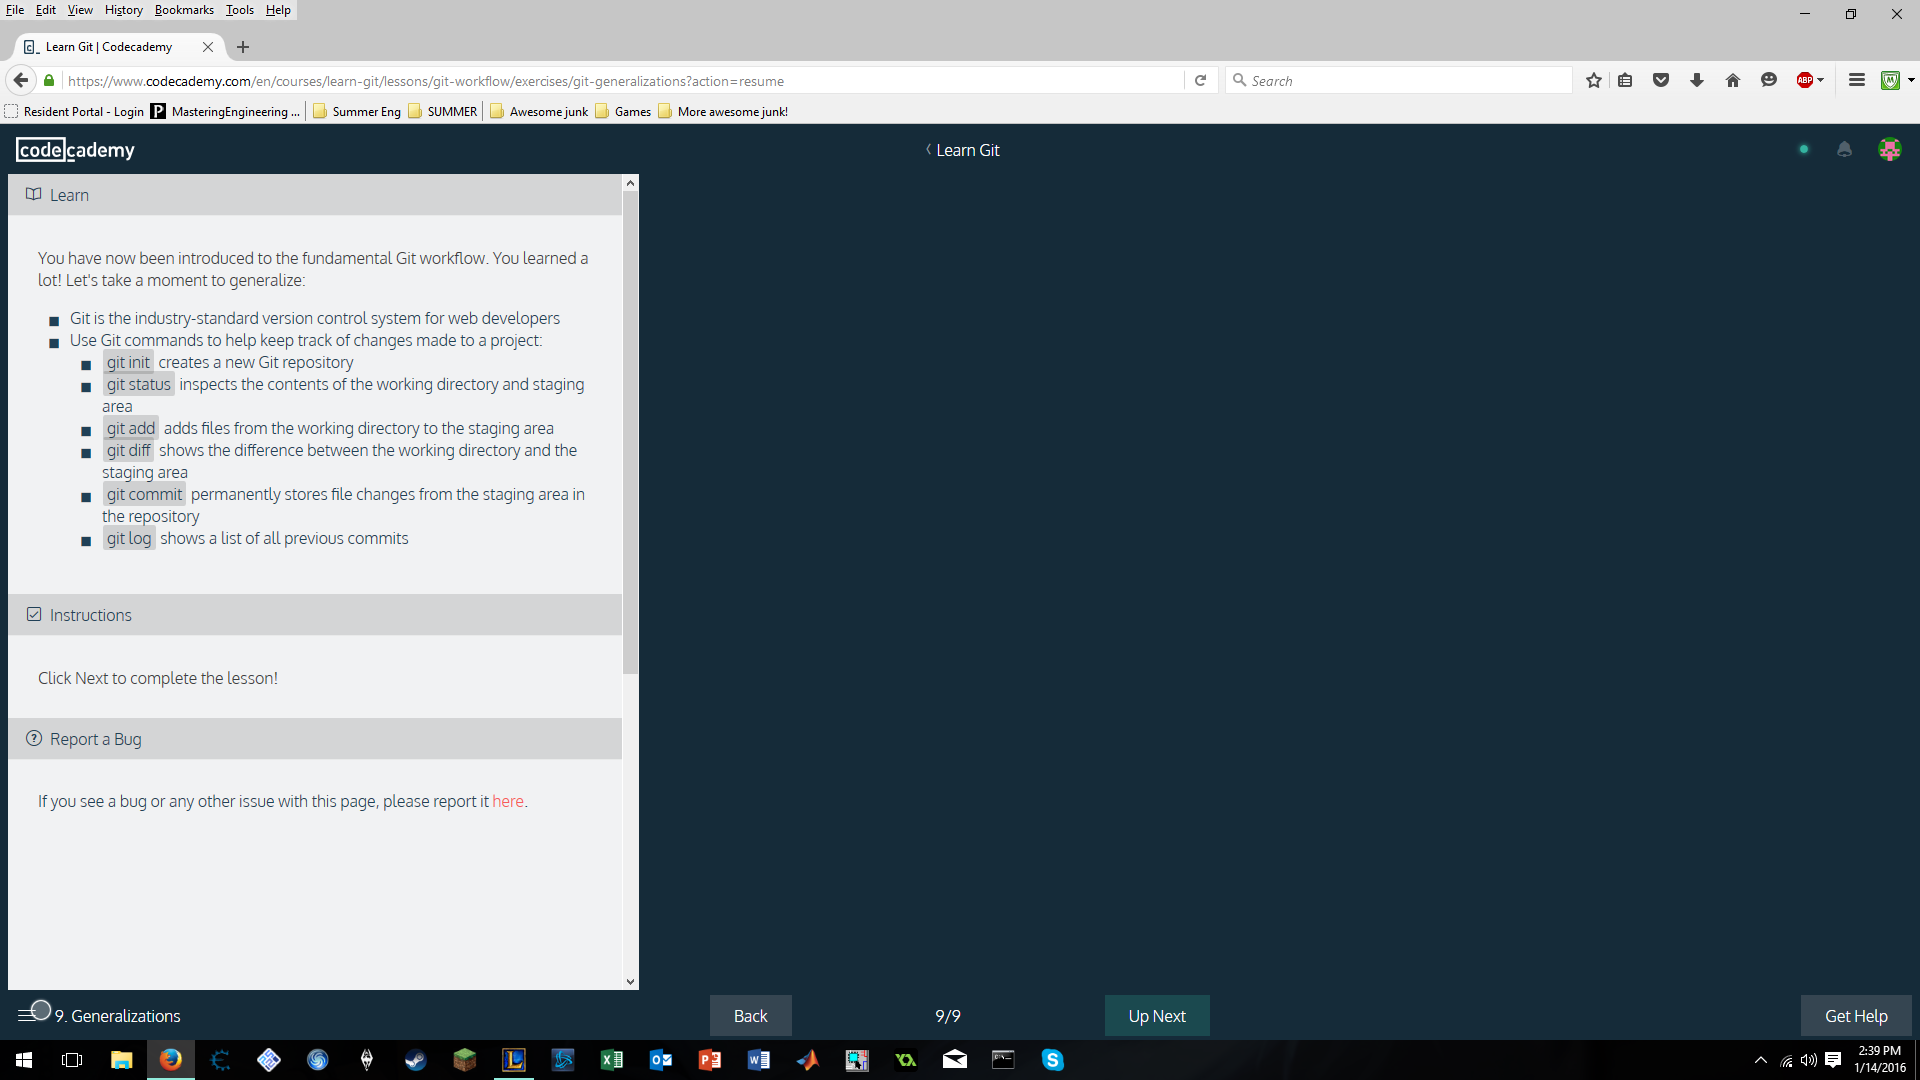 File Edit View History Bookmarks Tools Help
Learn Git | Codecademy
https://www.codecademy.com/en/courses/learn-git/lessons/git-workflow/exercises/git-generalizations?action=resume
Search
ABP
Resident Portal - Login MasteringEngineering ... Summer Eng SUMMER Awesome junk Games More awesome junk!
codecademy
Learn Git
Learn
You have now been introduced to the fundamental Git workflow. You learned a
lot! Let's take a moment to generalize:
Git is the industry-standard version control system for web developers
Use Git commands to help keep track of changes made to a project:
git init creates a new Git repository
git status inspects the contents of the working directory and staging
area
git add adds files from the working directory to the staging area
git diff shows the difference between the working directory and the
staging area
git commit permanently stores file changes from the staging area in
the repository
git log shows a list of all previous commits
Instructions
Click Next to complete the lesson!
Report a Bug
If you see a bug or any other issue with this page, please report it here.
9. Generalizations
Back
9/9
Up Next
Get Help
2:39 PM
1/14/2016